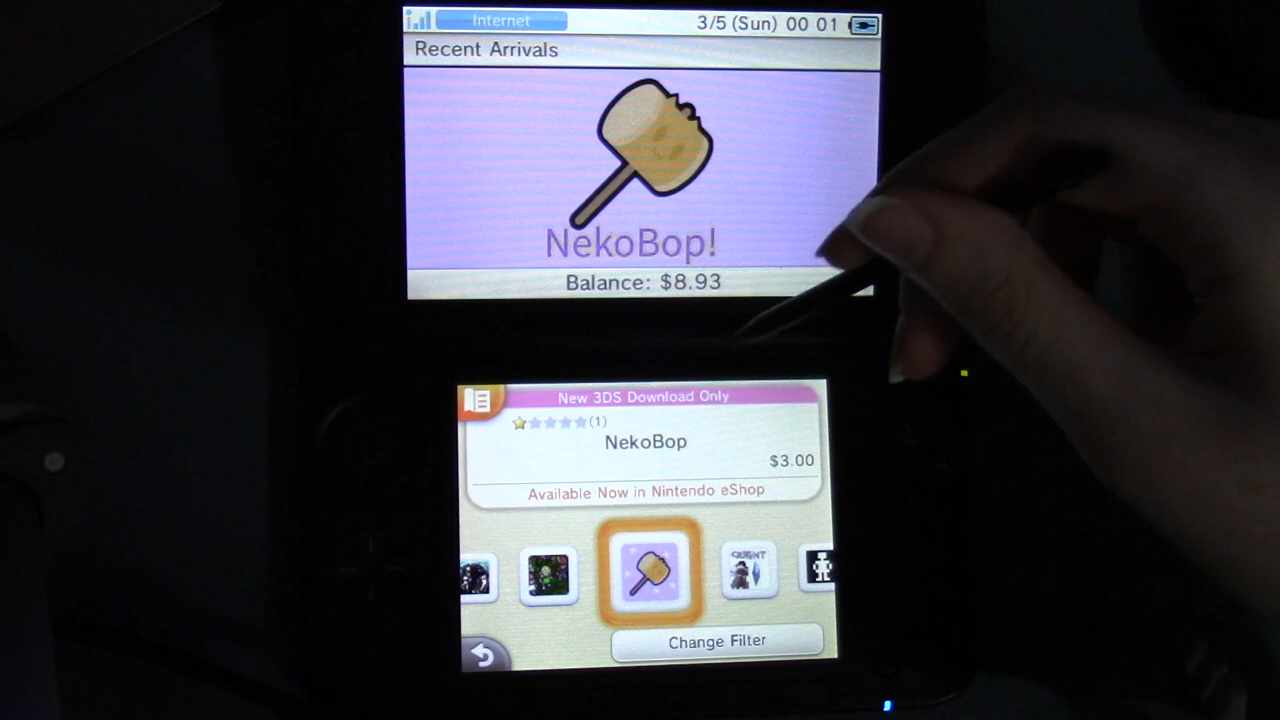 Internet
3/5 (Sun) 00 01
Recent Arrivals
NekoBop!
Balance: $8.93
New 3DS Download Only
(1)
NekoBop
$3.00
Available Now in Nintendo eShop
Change Filter